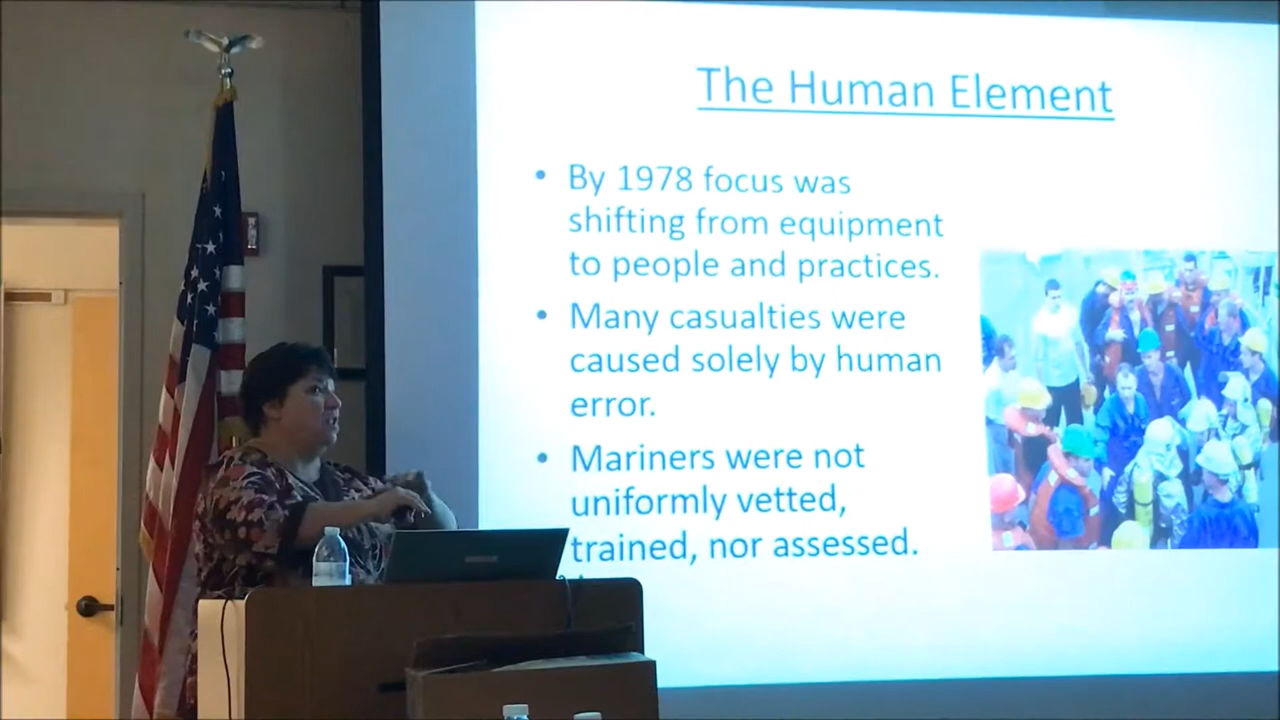 The Human Element
• By 1978 focus was
shifting from equipment
to people and practices.
• Many casualties were
caused solely by human
error.
• Mariners were not
uniformly vetted,
trained, nor assessed.